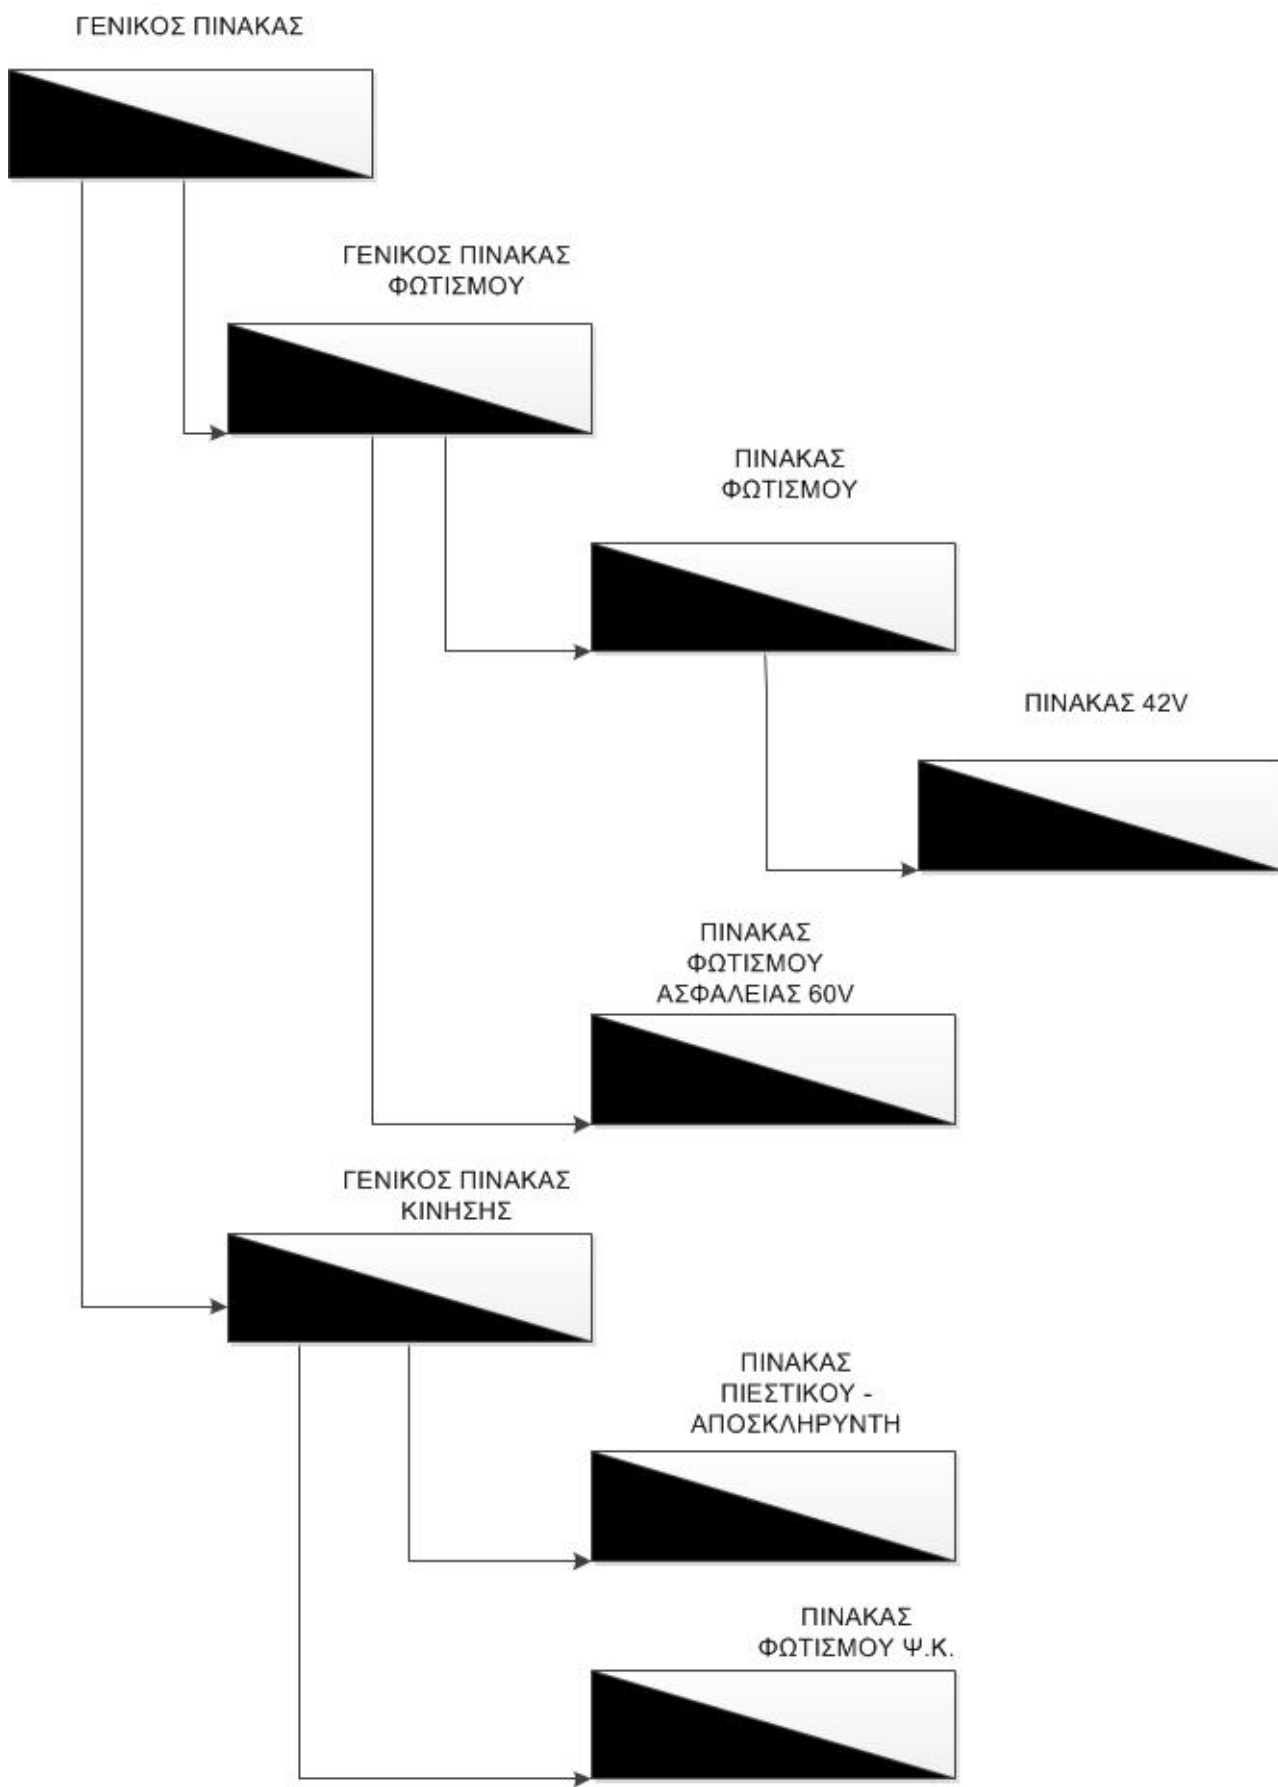 ΓΕΝΙΚΟΣ ΠΙΝΑΚΑΣ
ΓΕΝΙΚΟΣ ΠΙΝΑΚΑΣ
ΦΩΤΙΣΜΟΥ
ΠΙΝΑΚΑΣ
ΦΩΤΙΣΜΟΥ
ΠΙΝΑΚΑΣ 42V
ΠΙΝΑΚΑΣ
ΦΩΤΙΣΜΟΥ
ΑΣΦΑΛΕΙΑΣ 60V
ΓΕΝΙΚΟΣ ΠΙΝΑΚΑΣ
ΚΙΝΗΣΗΣ
ΠΙΝΑΚΑΣ
ΠΙΕΣΤΙΚΟΥ -
ΑΠΟΣΚΛΗΡΥΝΤΗ
ΠΙΝΑΚΑΣ
ΦΩΤΙΣΜΟΥ Ψ.Κ.